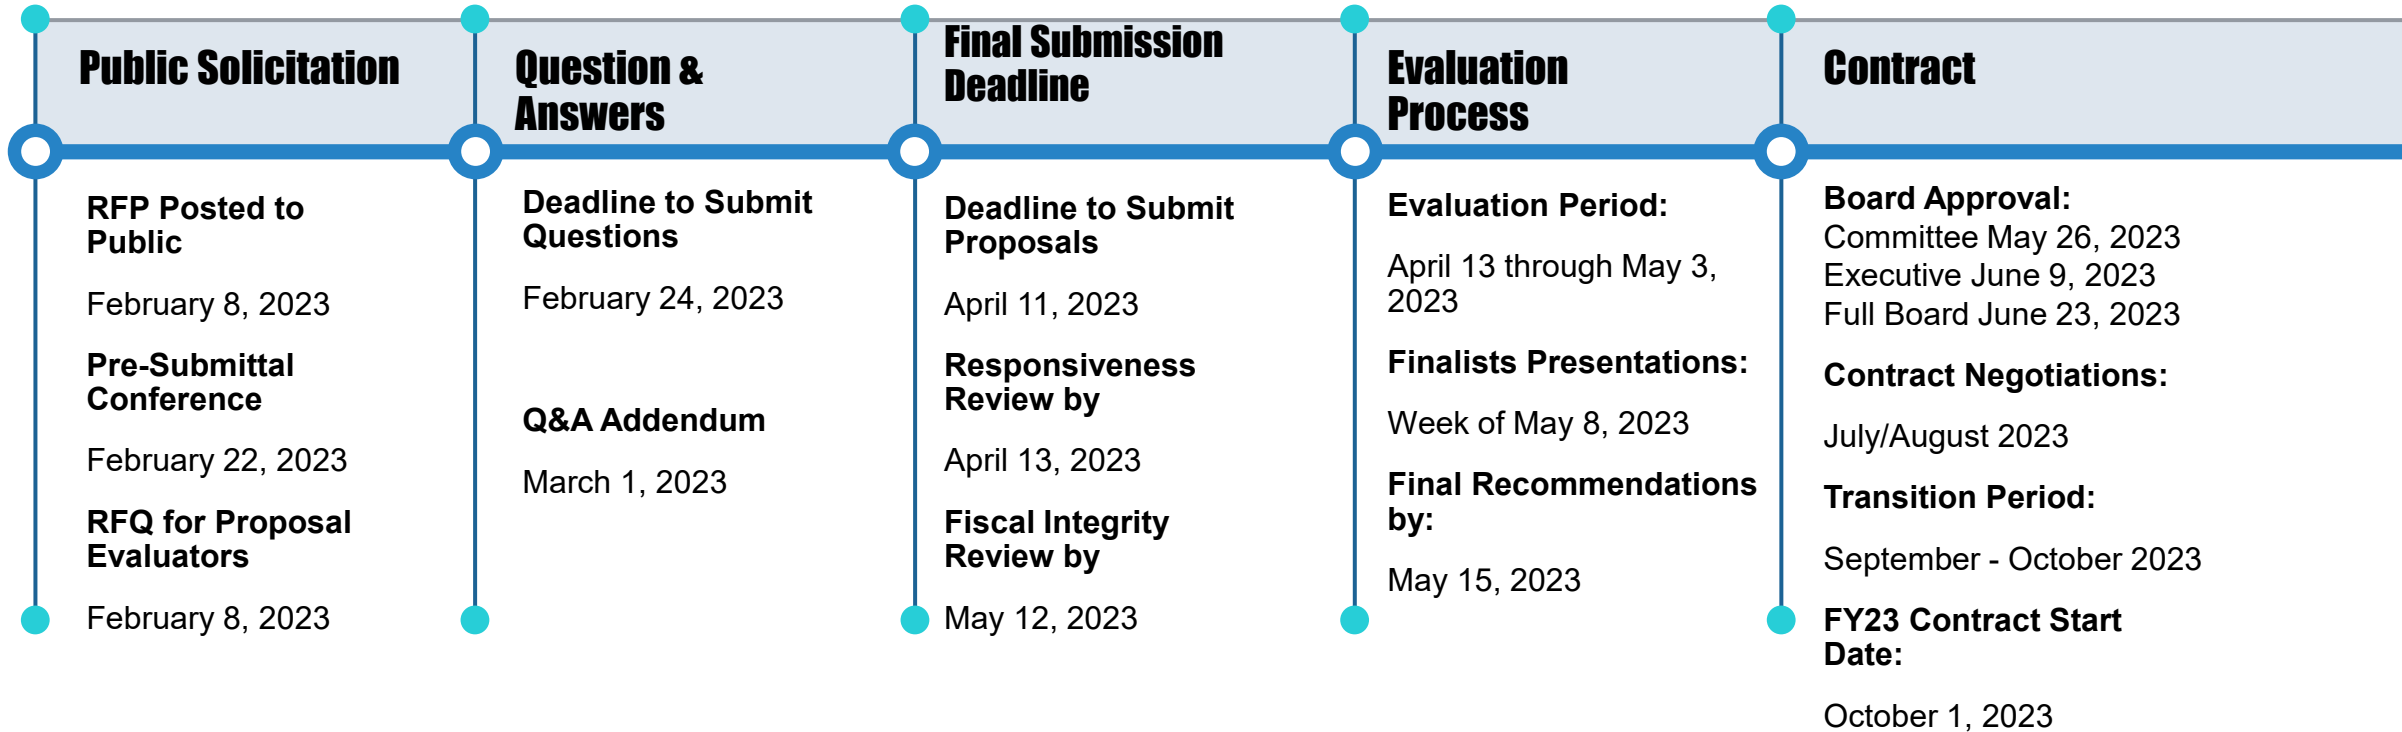 Public Solicitation
RFP Posted to
Public
February 8, 2023
Pre-Submittal
Conference
February 22, 2023
RFQ for Proposal
Evaluators
February 8, 2023
Question &
Answers
Deadline to Submit
Questions
February 24, 2023
Q&A Addendum
March 1, 2023
Final Submission
Deadline
Deadline to Submit
Proposals
April 11, 2023
Responsiveness
Review by
April 13, 2023
Fiscal Integrity
Review by
May 12, 2023
Evaluation
Process
Evaluation Period:
April 13 through May 3,
2023
Finalists Presentations:
Week of May 8, 2023
Final Recommendations
by:
May 15, 2023
Contract
Board Approval:
Committee May 26, 2023
Executive June 9, 2023
Full Board June 23, 2023
Contract Negotiations:
July/August 2023
Transition Period:
September - October 2023
FY23 Contract Start
Date:
October 1, 2023